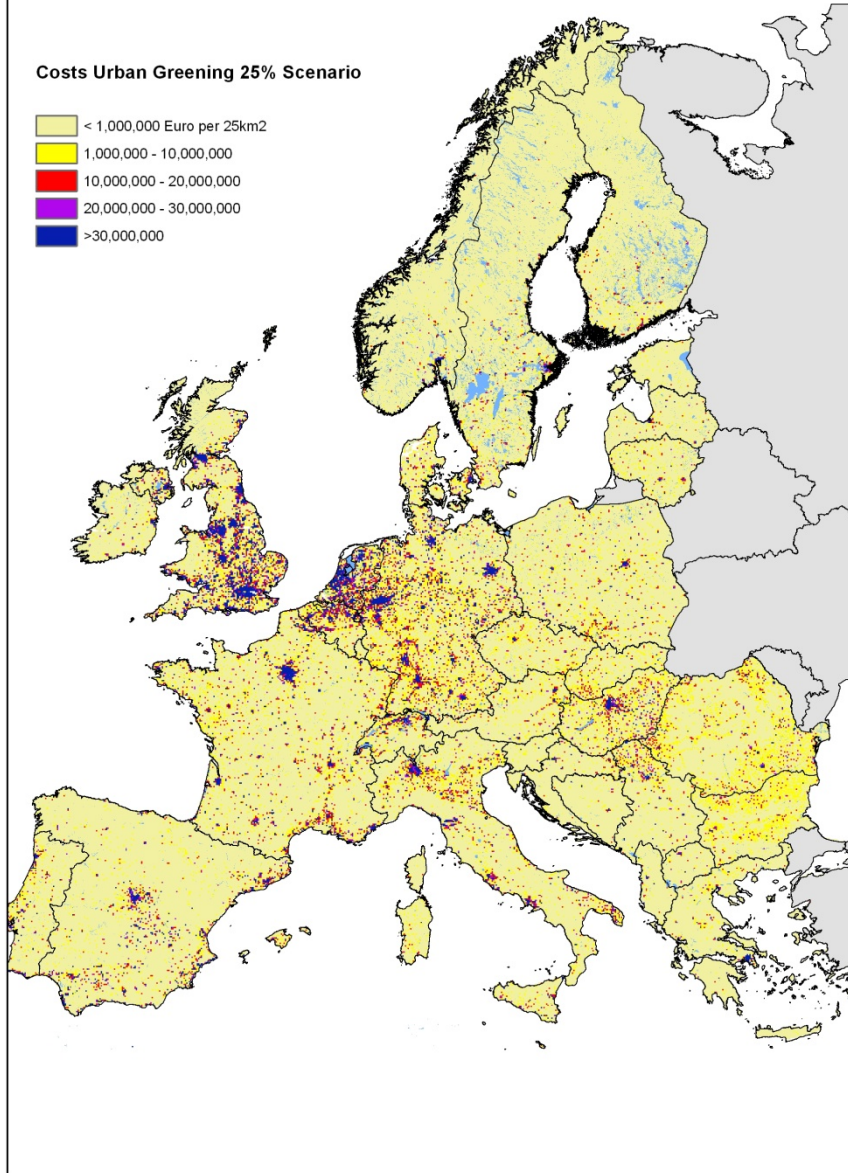 Costs Urban Greening 25% Scenario
< 1,000,000 Euro per 25km2
1,000,000 - 10,000,000
10,000,000 - 20,000,000
20,000,000 - 30,000,000
>30,000,000